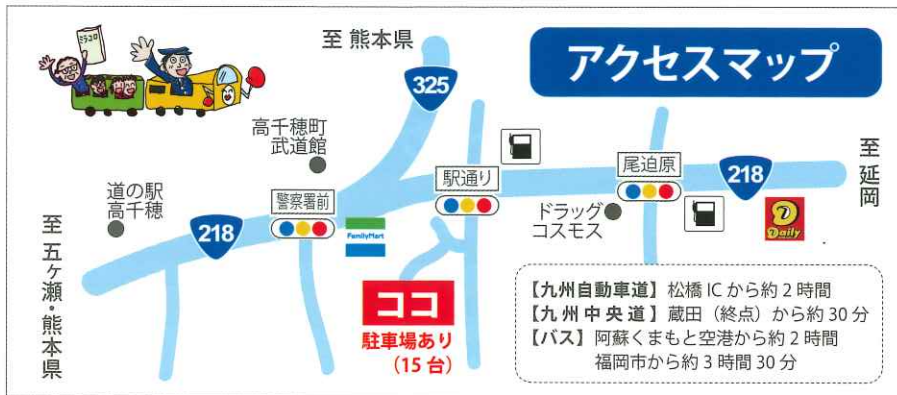 アクセスマップ
至 熊本県
325
高千穂町
武道館
道の駅
高千穂
218
警察署前
FamilyMart
駅通り
尾迫原
ドラッグ
コスモス
218
Daily
至 延岡
至 五ヶ瀬・熊本県
ココ
駐車場あり
(15 台)
【九州自動車道】松橋 IC から約 2 時間
【九州中央道】蔵田（終点）から約 30 分
【バス】阿蘇くまもと空港から約 2 時間
福岡市から約 3 時間 30 分